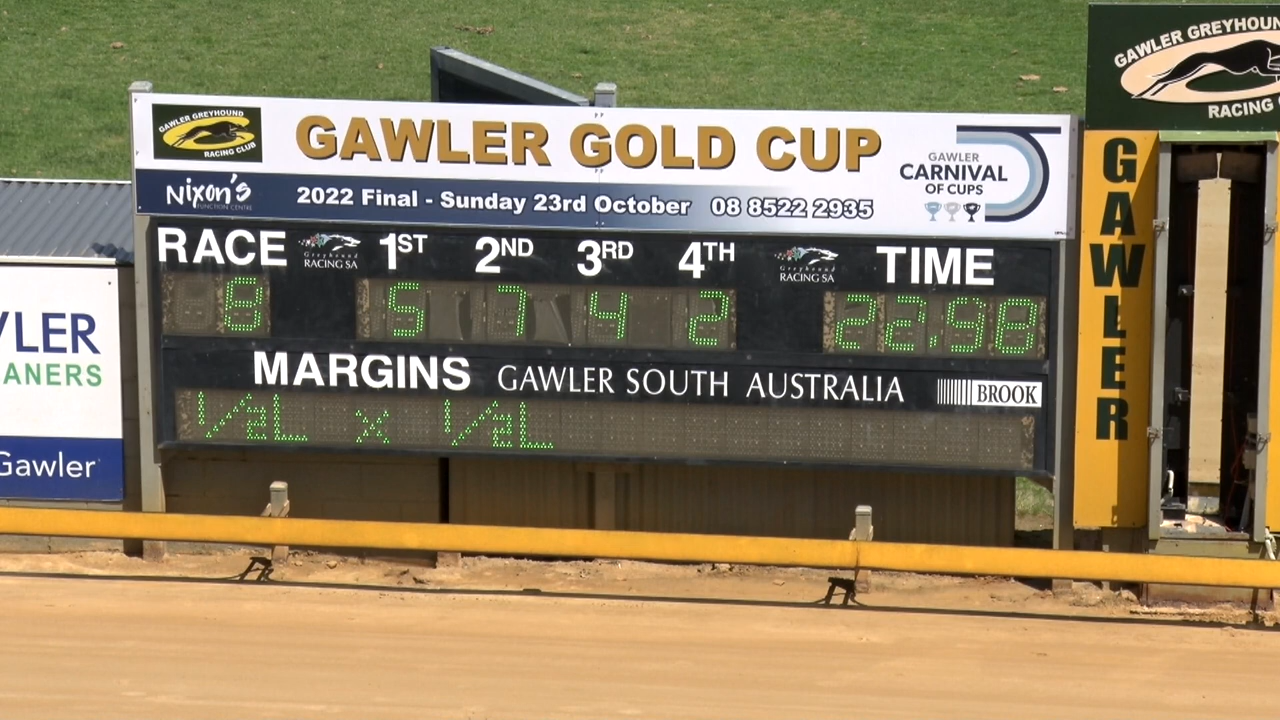 GAWLER GREYHOUND
RACING CLUB
GAWLER GOLD CUP
GAWLER
CARNIVAL
OF CUPS
Nixon's
FUNCTION CENTRE
2022 Final - Sunday 23rd October 08 8522 2935
RACE Greyhound RACING SA 1ST 2ND 3RD 4TH Greyhound RACING SA TIME
8 5 7 4 2 22.98
MARGINS GAWLER SOUTH AUSTRALIA BROOK
1/2L x 1/2L
GAWLER GREYHOUN
RACING
GAWLER
VLER
ANERS
Gawler